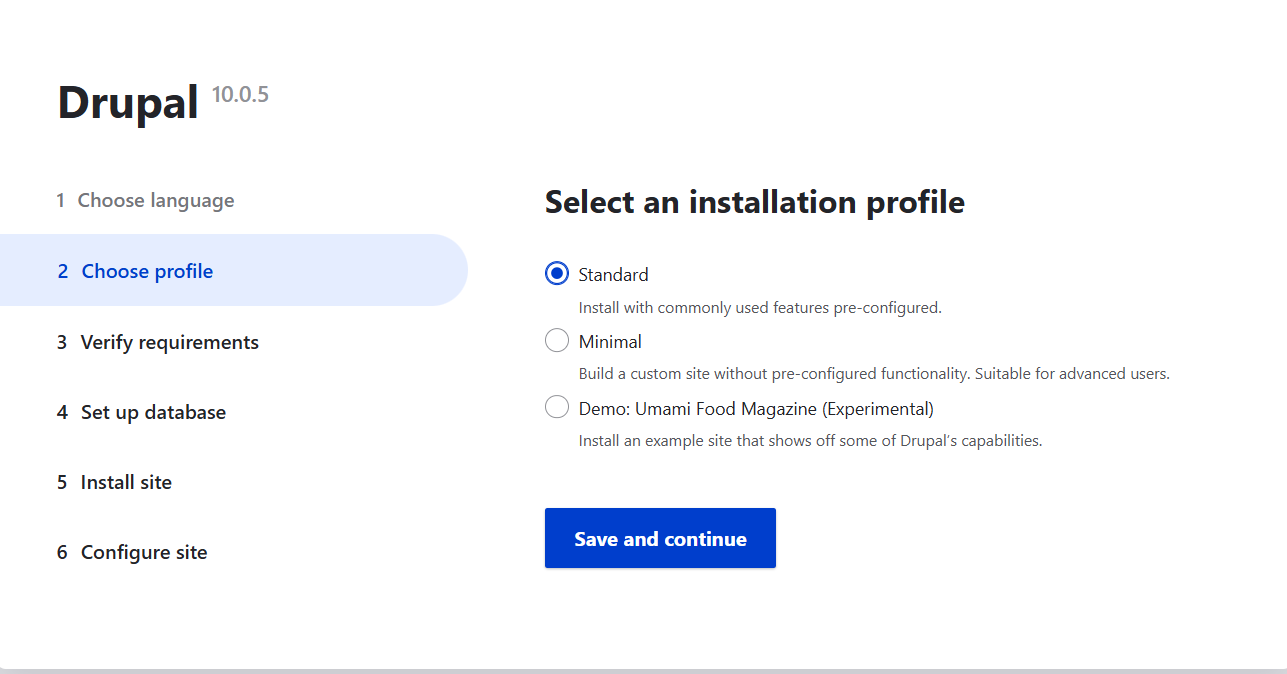 Drupal 10.0.5
1 Choose language
2 Choose profile
3 Verify requirements
4 Set up database
5 Install site
6 Configure site
Select an installation profile
Standard
Install with commonly used features pre-configured.
Minimal
Build a custom site without pre-configured functionality. Suitable for advanced users.
Demo: Umami Food Magazine (Experimental)
Install an example site that shows off some of Drupal's capabilities.
Save and continue